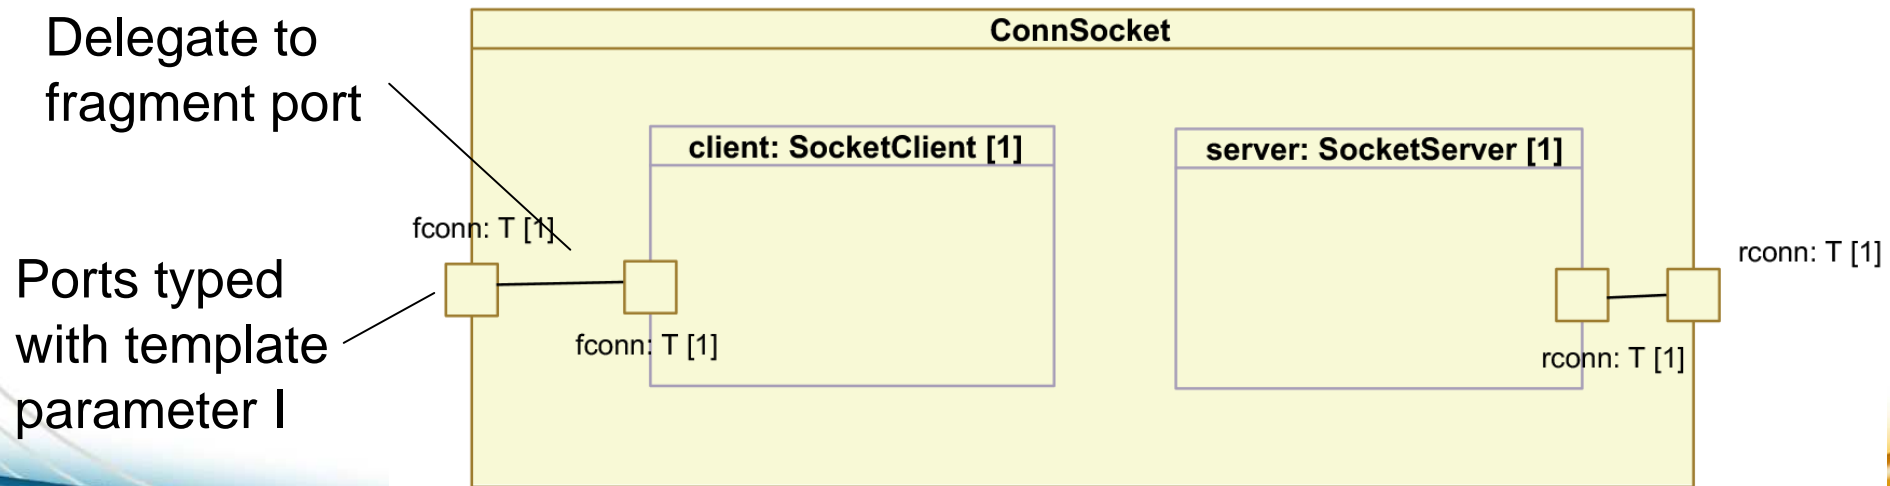 Delegate to
fragment port
ConnSocket
client: SocketClient [1]
server: SocketServer [1]
fconn: T [1]
rconn: T [1]
Ports typed
with template
parameter I
fconn: T [1]
rconn: T [1]